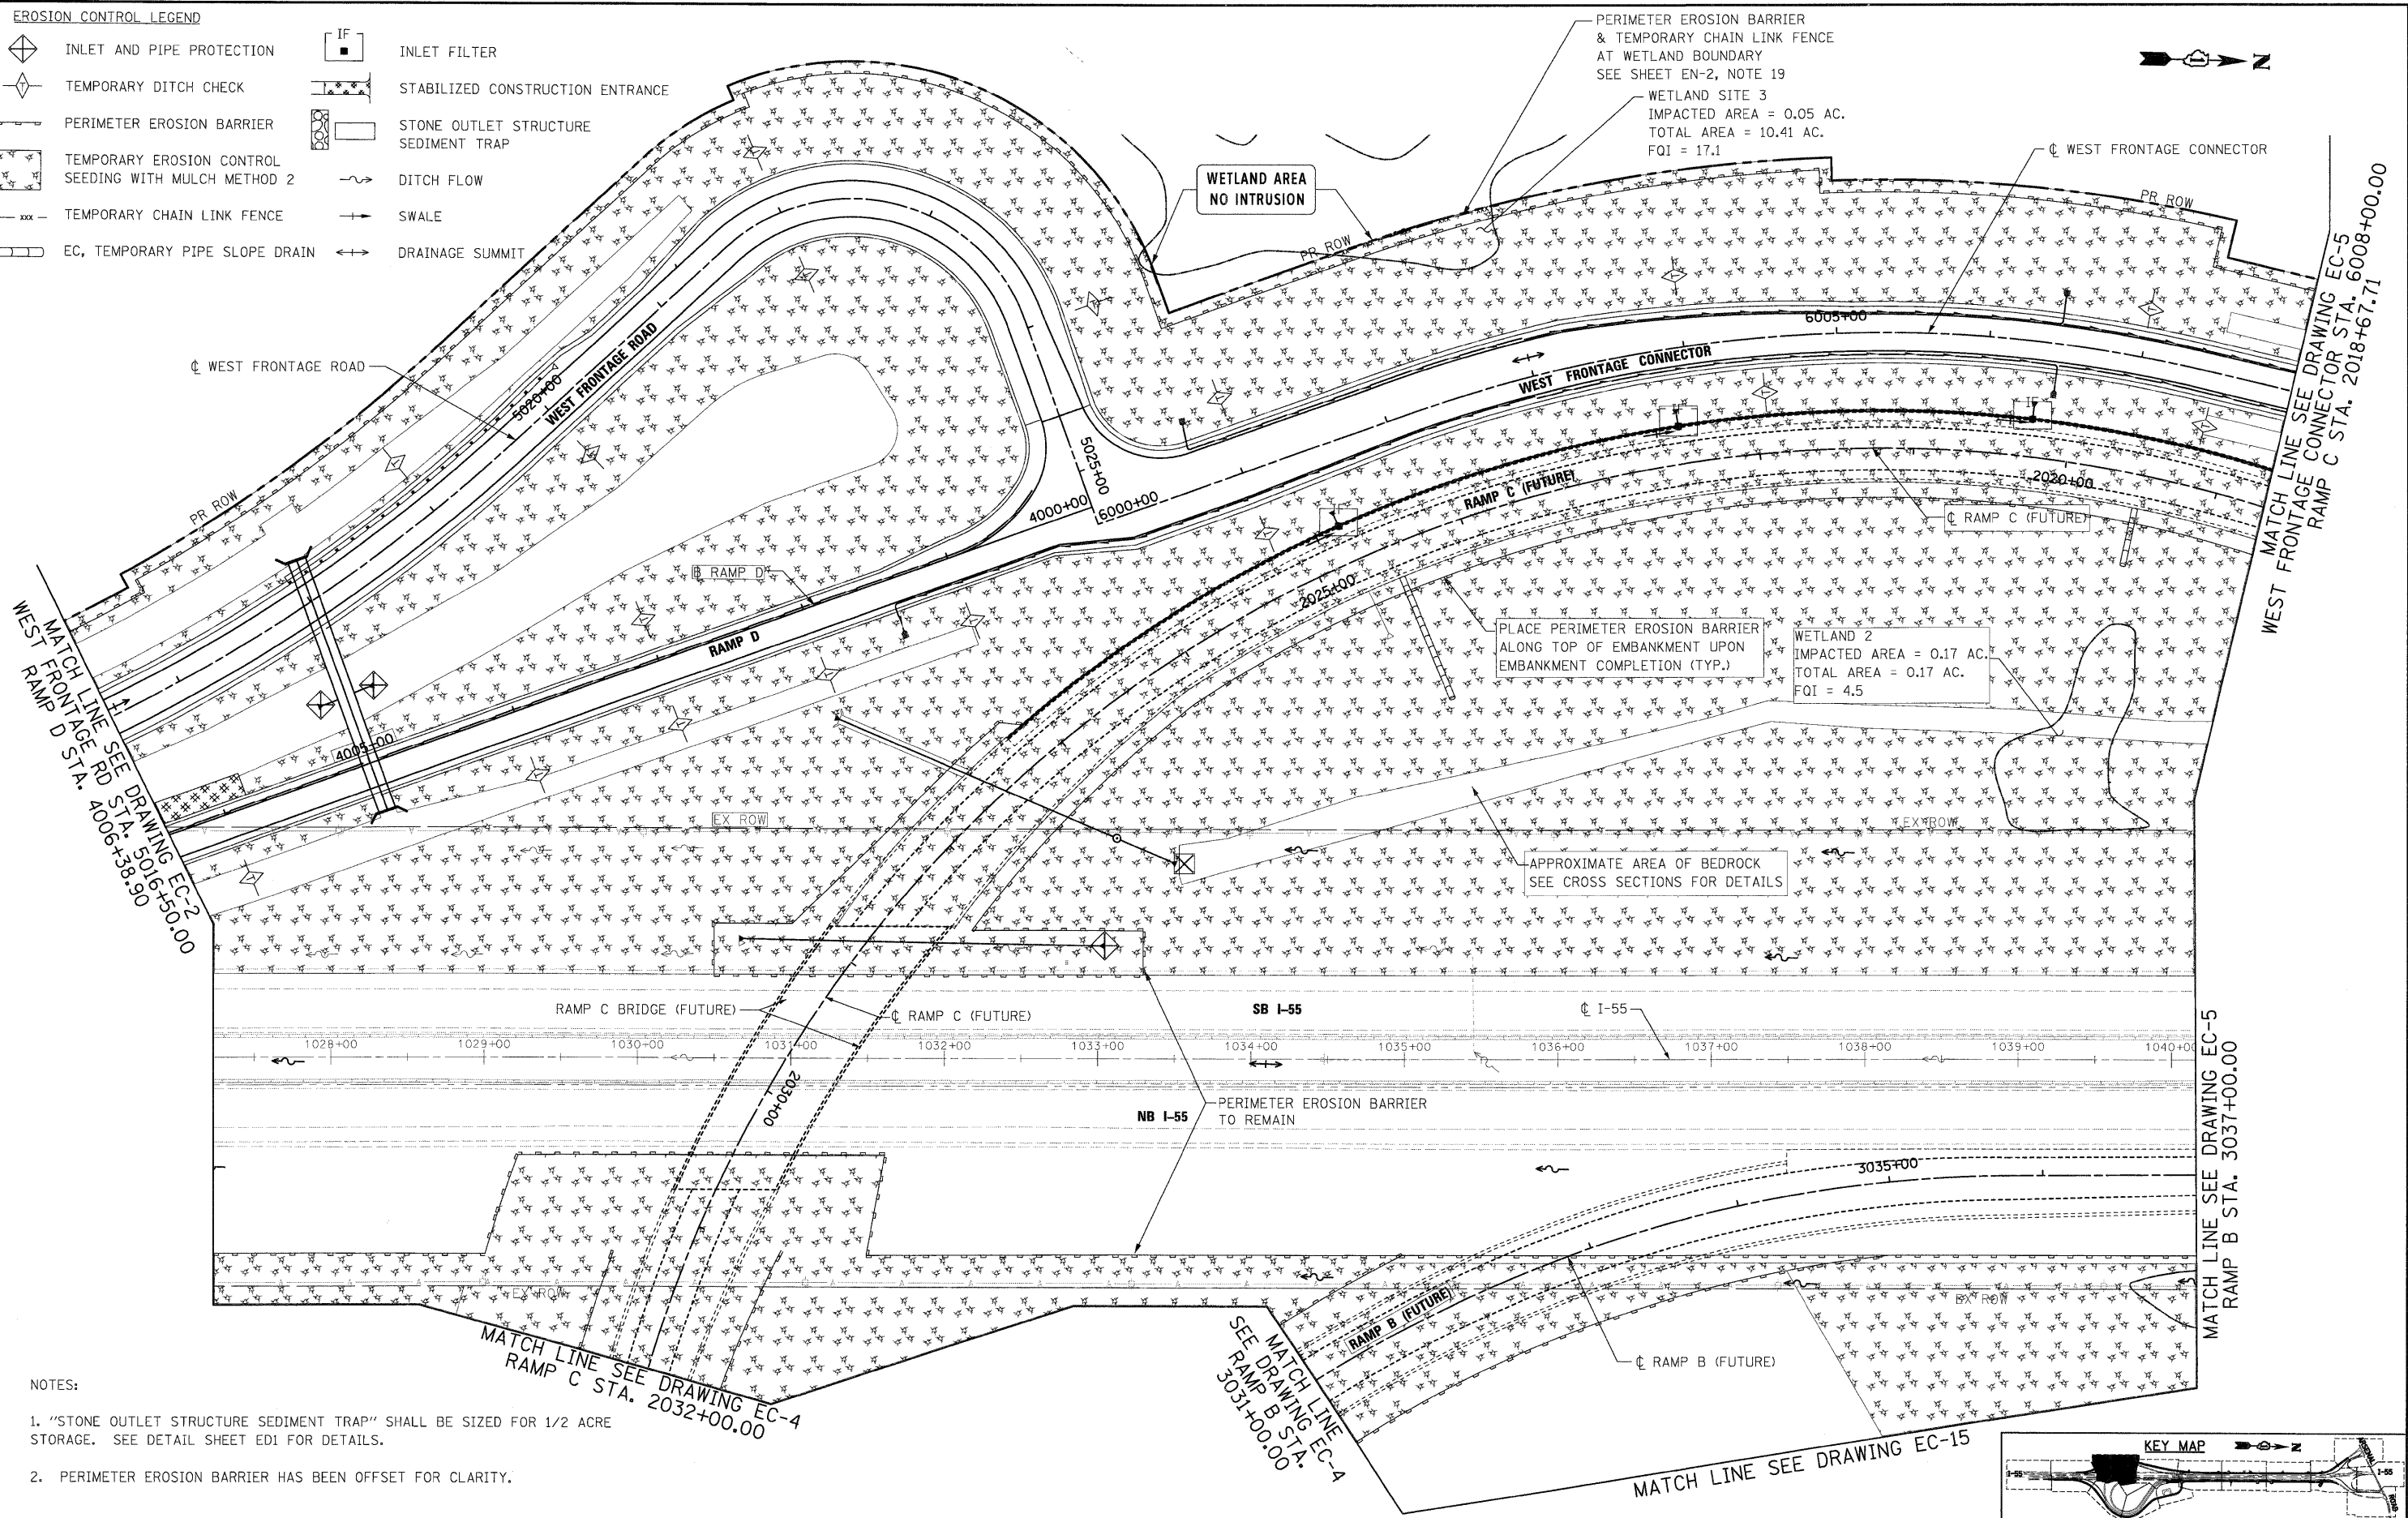 EROSION CONTROL LEGEND
INLET AND PIPE PROTECTION
TEMPORARY DITCH CHECK
PERIMETER EROSION BARRIER
TEMPORARY EROSION CONTROL
SEEDING WITH MULCH METHOD 2
XXX
TEMPORARY CHAIN LINK FENCE
EC, TEMPORARY PIPE SLOPE DRAIN
IF
INLET FILTER
STABILIZED CONSTRUCTION ENTRANCE
STONE OUTLET STRUCTURE
SEDIMENT TRAP
DITCH FLOW
SWALE
DRAINAGE SUMMIT
PERIMETER EROSION BARRIER
& TEMPORARY CHAIN LINK FENCE
AT WETLAND BOUNDARY
SEE SHEET EN-2, NOTE 19
WETLAND SITE 3
IMPACTED AREA = 0.05 AC.
TOTAL AREA = 10.41 AC.
FQI = 17.1
N
℄ WEST FRONTAGE CONNECTOR
WETLAND AREA
NO INTRUSION
PR ROW
PR ROW
MATCH LINE SEE DRAWING EC-5
WEST FRONTAGE CONNECTOR STA. 6008+00.00
RAMP C STA. 2018+67.71
6005+00
WEST FRONTAGE CONNECTOR
℄ WEST FRONTAGE ROAD
5020+00
WEST FRONTAGE ROAD
PR ROW
5025+00
4000+00
6000+00
IF
IF
IF
RAMP C (FUTURE)
2020+00
℄ RAMP C (FUTURE)
B RAMP D
RAMP D
2025+00
PLACE PERIMETER EROSION BARRIER
ALONG TOP OF EMBANKMENT UPON
EMBANKMENT COMPLETION (TYP.)
WETLAND 2
IMPACTED AREA = 0.17 AC.
TOTAL AREA = 0.17 AC.
FQI = 4.5
MATCH LINE SEE DRAWING EC-2
WEST FRONTAGE RD STA. 5016+50.00
RAMP D STA. 4006+38.90
4005+00
EX ROW
EX ROW
APPROXIMATE AREA OF BEDROCK
SEE CROSS SECTIONS FOR DETAILS
RAMP C BRIDGE (FUTURE)
℄ RAMP C (FUTURE)
SB I-55
℄ I-55
1028+00
1029+00
1030+00
1031+00
1032+00
1033+00
1034+00
1035+00
1036+00
1037+00
1038+00
1039+00
1040+00
2030+00
NB I-55
PERIMETER EROSION BARRIER
TO REMAIN
3035+00
MATCH LINE SEE DRAWING EC-5
RAMP B STA. 3037+00.00
EX ROW
EX ROW
RAMP B (FUTURE)
℄ RAMP B (FUTURE)
MATCH LINE SEE DRAWING EC-4
RAMP C STA. 2032+00.00
MATCH LINE
SEE DRAWING EC-4
RAMP B STA.
3031+00.00
MATCH LINE SEE DRAWING EC-15
NOTES:
1. "STONE OUTLET STRUCTURE SEDIMENT TRAP" SHALL BE SIZED FOR 1/2 ACRE
STORAGE. SEE DETAIL SHEET ED1 FOR DETAILS.
2. PERIMETER EROSION BARRIER HAS BEEN OFFSET FOR CLARITY.
KEY MAP
N
I-55
I-55
ARSENAL
ROAD